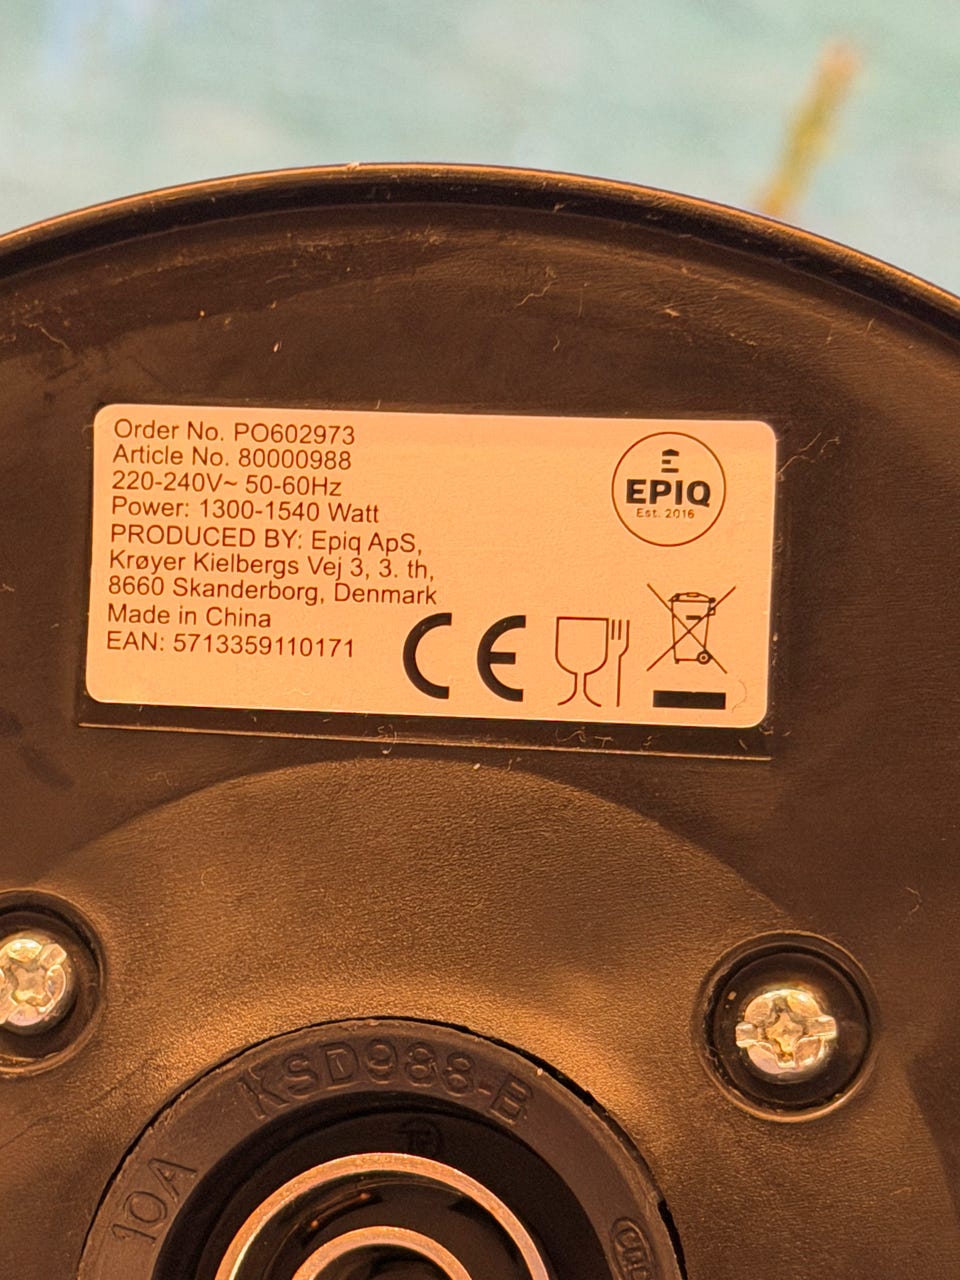 Order No. PO602973
Article No. 80000988
220-240V~ 50-60Hz
Power: 1300-1540 Watt
PRODUCED BY: Epiq ApS,
Krøyer Kielbergs Vej 3, 3. th,
8660 Skanderborg, Denmark
Made in China
EAN: 5713359110171
EPIQ
Est. 2016
CE
KSD988-B
10A